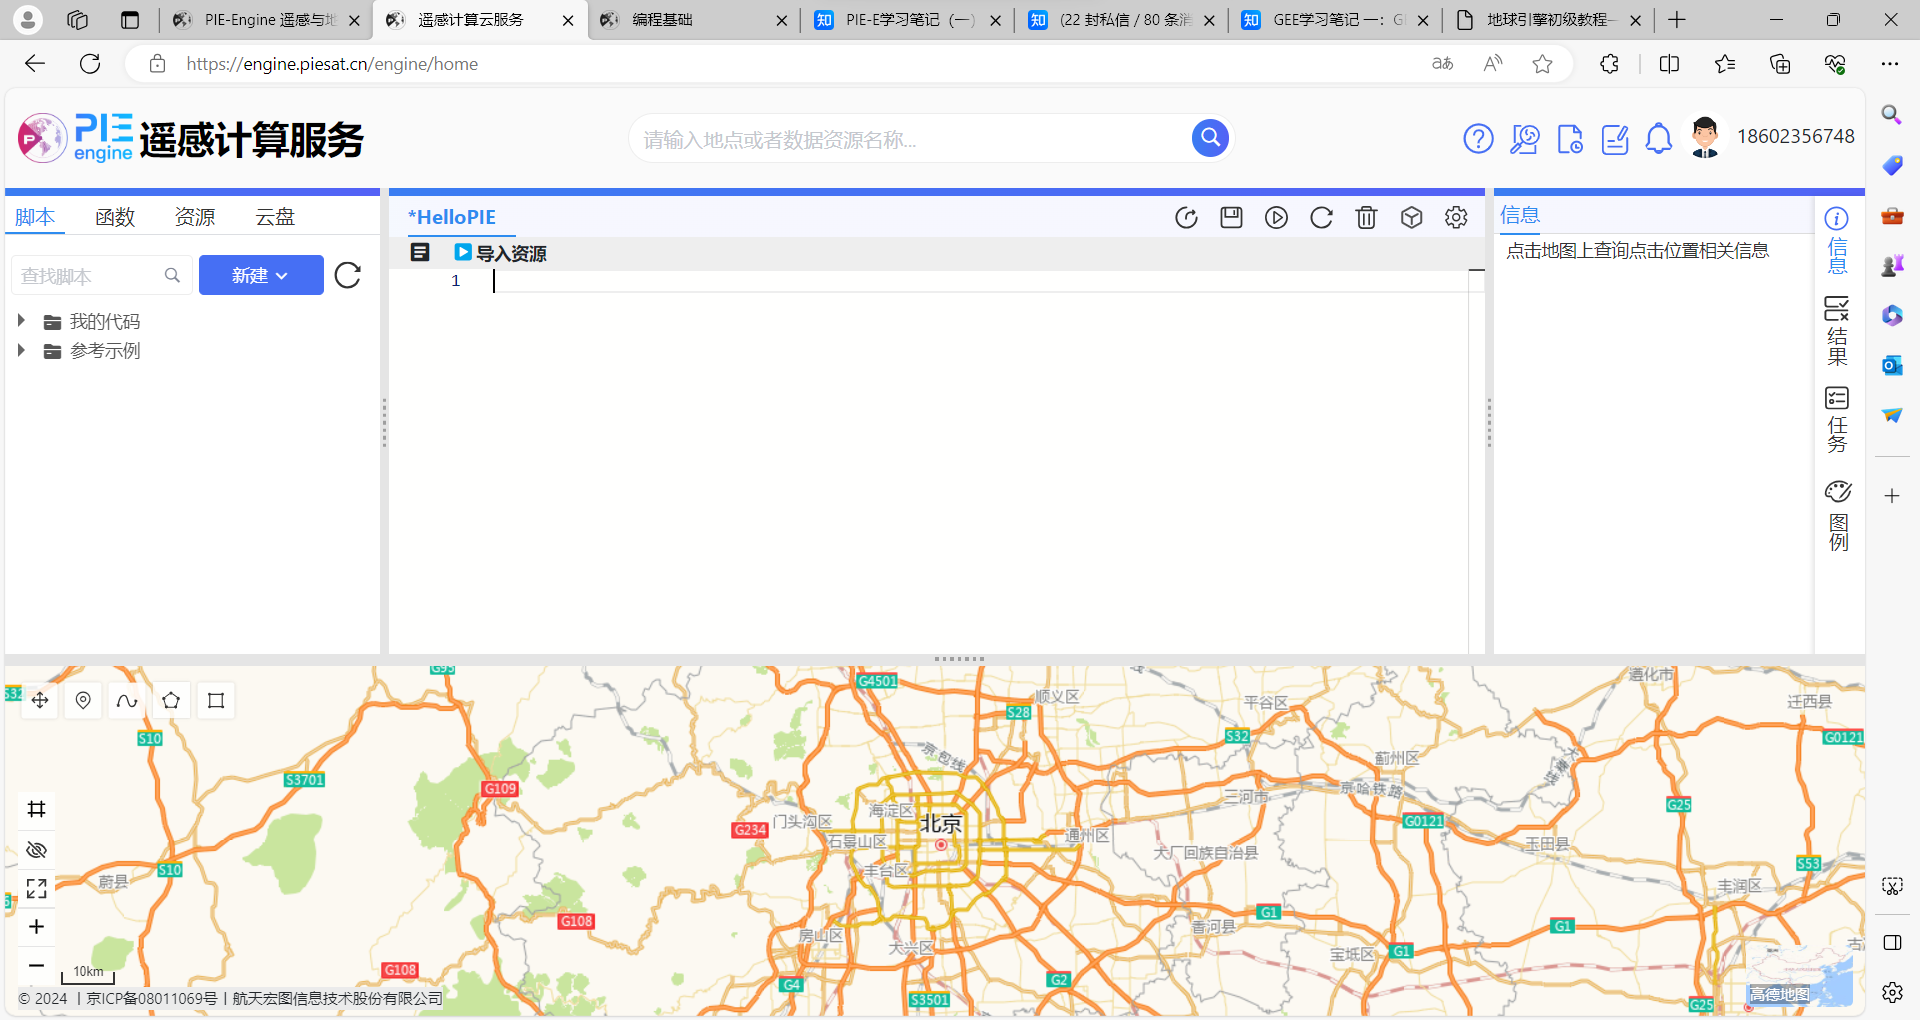 PIE-Engine 遥感与地
遥感计算云服务
编程基础
PIE-E学习笔记（一）
(22 封私信 / 80 条消
GEE学习笔记 一：G
地球引擎初级教程—
https://engine.piesat.cn/engine/home
PIE engine 遥感计算服务
请输入地点或者数据资源名称...
18602356748
脚本 函数 资源 云盘
*HelloPIE
信息
导入资源
点击地图上查询点击位置相关信息
查找脚本
新建
1
我的代码
参考示例
信息
结果
任务
图例
G95
S32
G4501
S28
顺义区
平谷区
遵化市
迁西县
S10
S32
G0121
京包线
蓟州区
S3701
G109
三河市
京哈铁路
G25
海淀区
北京
门头沟区
G234
石景山区
通州区
G0121
大厂回族自治县
玉田县
丰台区
S10
S53
蔚县
丰润区
G108
G1
香河县
G1
房山区
大兴区
宝坻区
G1
G108
G2
G4
S3501
G25
10km
高德地图
© 2024 | 京ICP备08011069号 | 航天宏图信息技术股份有限公司